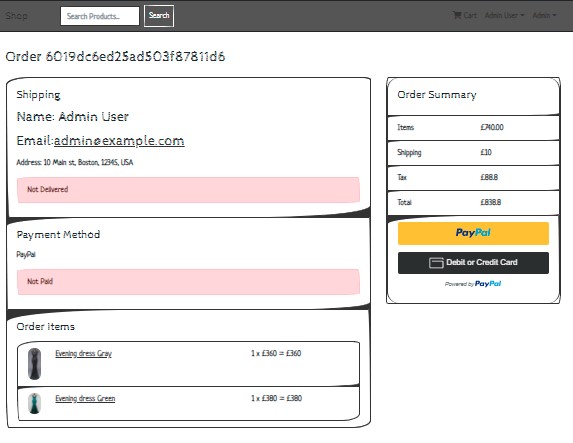 Shop
Search Products..
Search
Cart
Admin User
Admin
Order 6019dc6ed25ad503f87811d6
Shipping
Name: Admin User
Email:admin@example.com
Address: 10 Main st, Boston, 12345, USA
Not Delivered
Payment Method
PayPal
Not Paid
Order Items
Evening dress Gray 1 x £360 = £360
Evening dress Green 1 x £380 = £380
Order Summary
Items £740.00
Shipping £10
Tax £88.8
Total £838.8
PayPal
Debit or Credit Card
Powered by PayPal